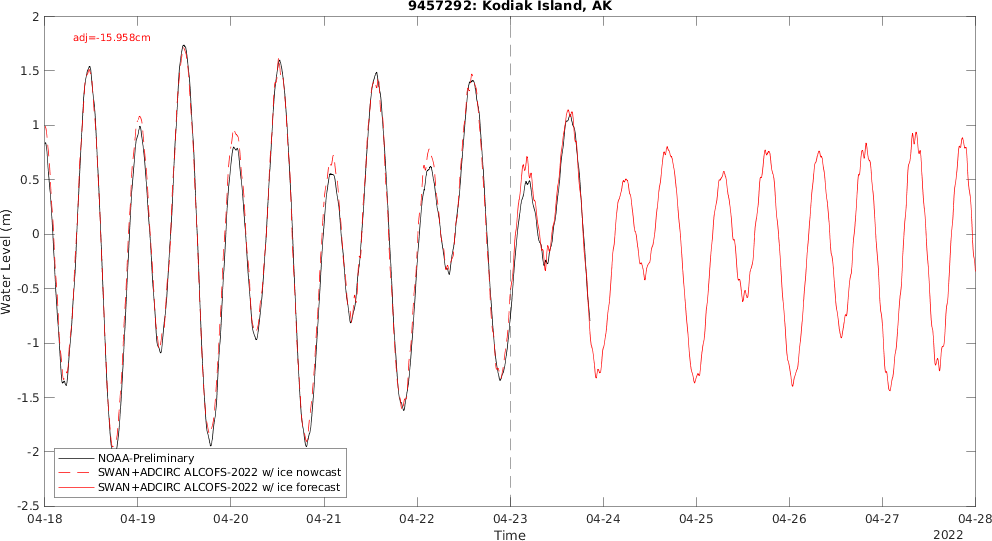 9457292: Kodiak Island, AK
adj=-15.958cm
2
1.5
1
0.5
0
-0.5
-1
-1.5
-2
-2.5
Water Level (m)
NOAA-Preliminary
SWAN+ADCIRC ALCOFS-2022 w/ ice nowcast
SWAN+ADCIRC ALCOFS-2022 w/ ice forecast
04-18 04-19 04-20 04-21 04-22 04-23 04-24 04-25 04-26 04-27 04-28
Time
2022